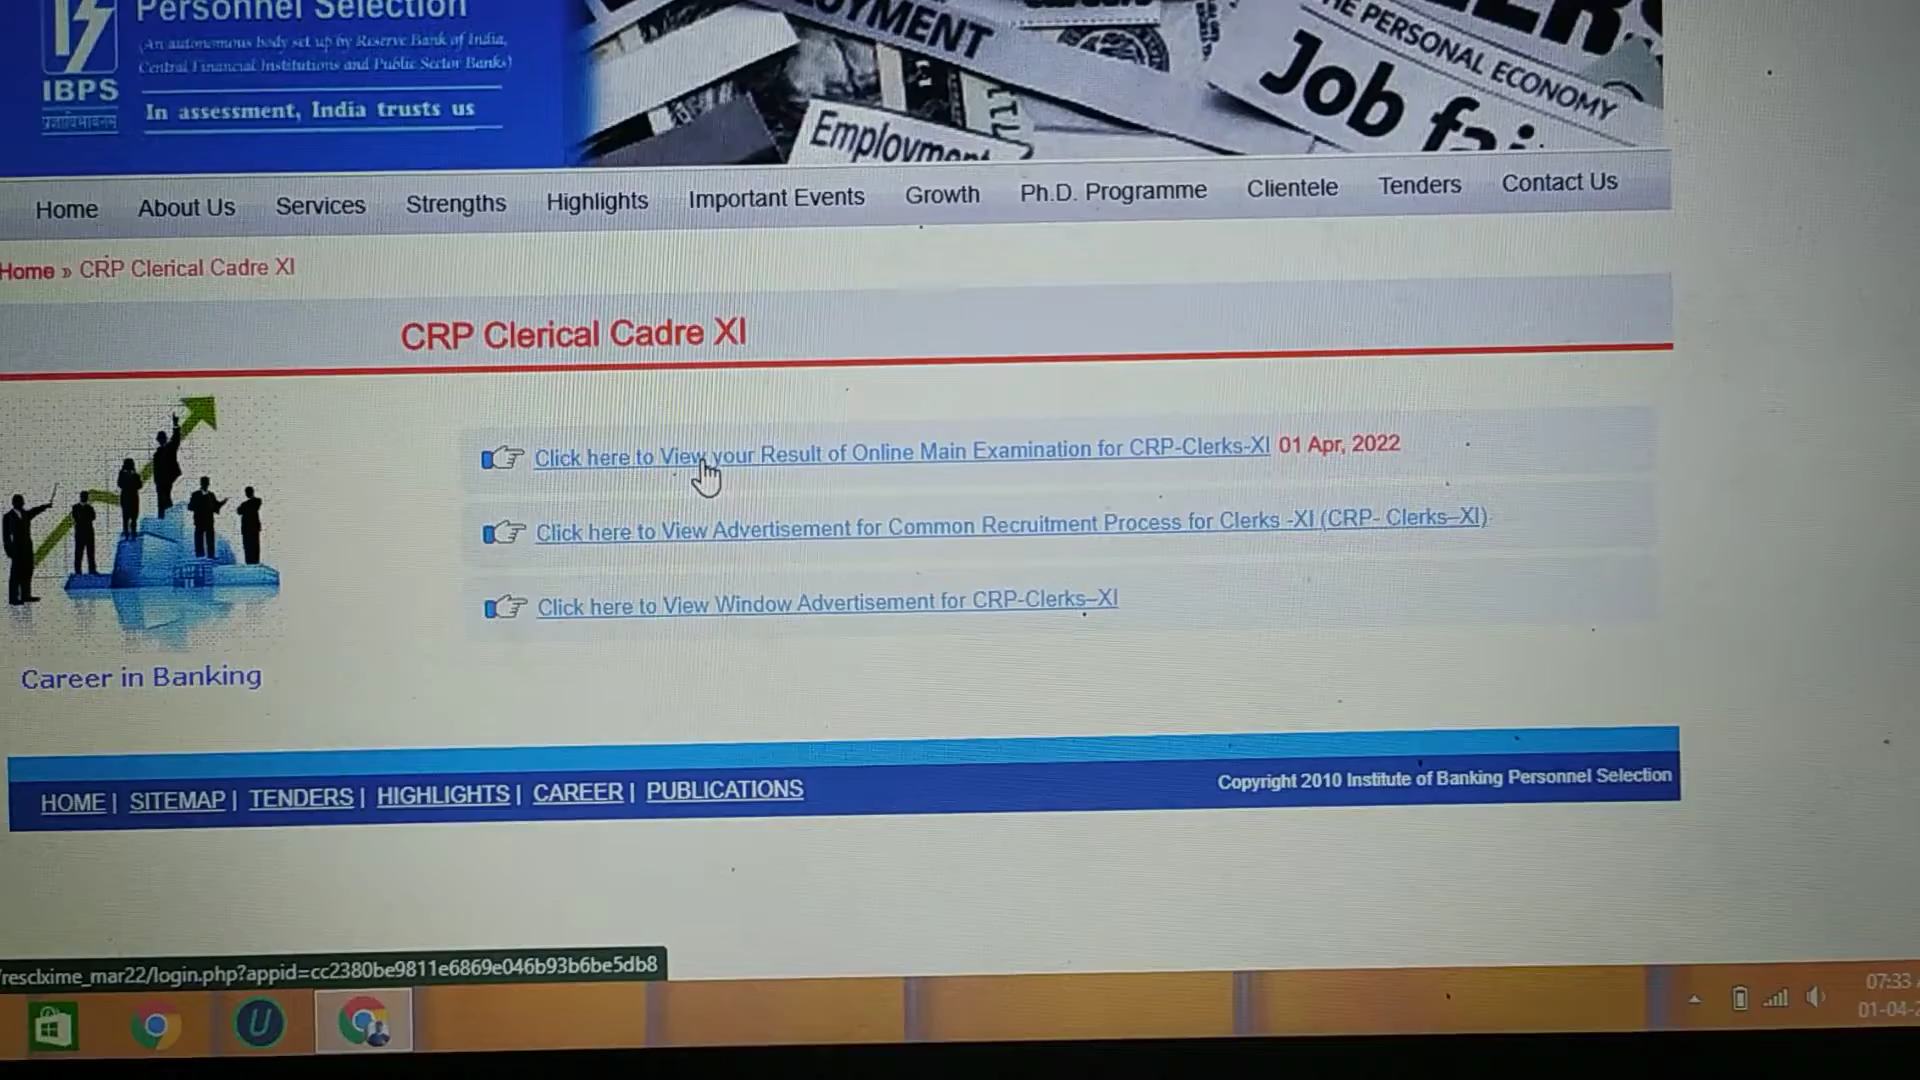 Personnel Selection
(An autonomous body set up by Reserve Bank of India,
Central Financial Institutions and Public Sector Banks)
IBPS
In assessment, India trusts us
EMPLOYMENT
Employment
THE PERSONAL ECONOMY
Job fai
Home About Us Services Strengths Highlights Important Events Growth Ph.D. Programme Clientele Tenders Contact Us
Home » CRP Clerical Cadre XI
CRP Clerical Cadre XI
Click here to View your Result of Online Main Examination for CRP-Clerks-XI 01 Apr, 2022
Click here to View Advertisement for Common Recruitment Process for Clerks -XI (CRP- Clerks–XI)
Click here to View Window Advertisement for CRP-Clerks–XI
Career in Banking
HOME | SITEMAP | TENDERS | HIGHLIGHTS | CAREER | PUBLICATIONS
Copyright 2010 Institute of Banking Personnel Selection
/resclxime_mar22/login.php?appid=cc2380be9811e6869e046b93b6be5db8
07:33
01-04-2